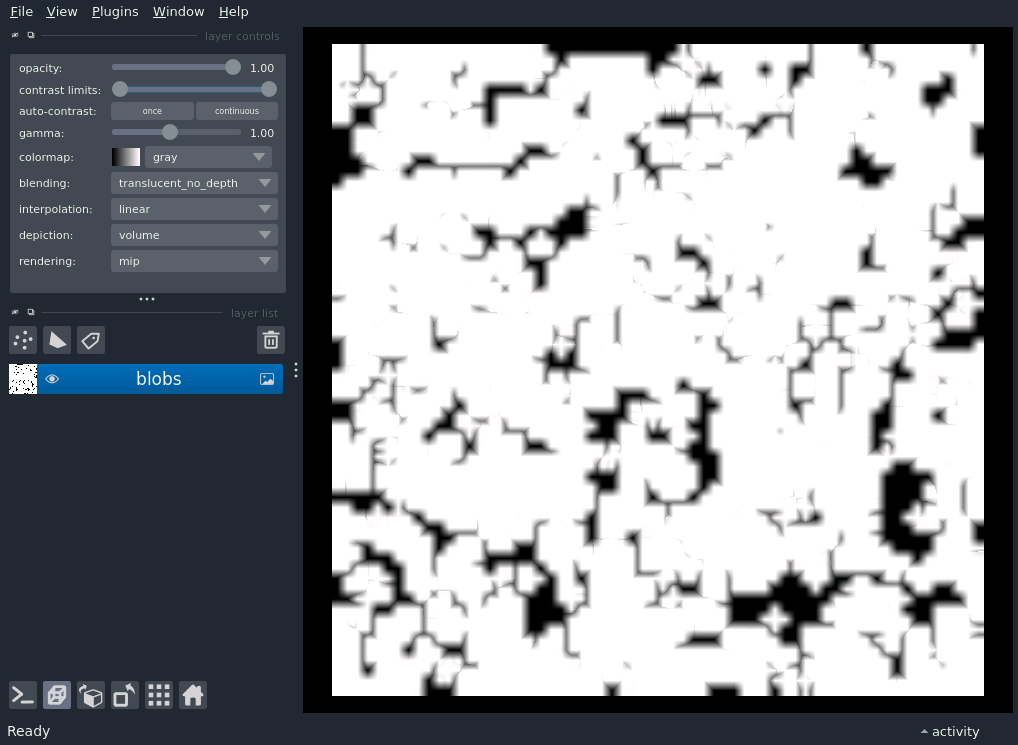 File View Plugins Window Help
layer controls
opacity: 1.00
contrast limits:
auto-contrast: once continuous
gamma: 1.00
colormap: gray
blending: translucent_no_depth
interpolation: linear
depiction: volume
rendering: mip
layer list
blobs
Ready activity